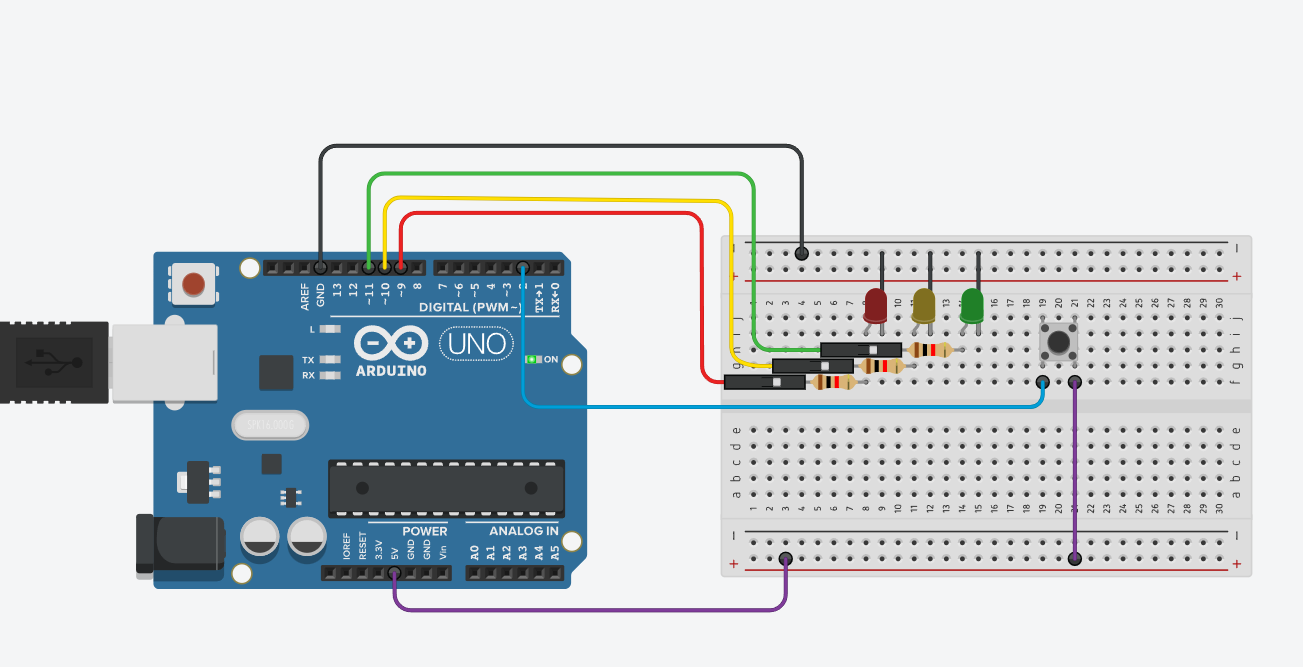 AREF GND 13 12 ~11 ~10 ~9 8 7 ~6 ~5 4 ~3 2 TX→1 RX←0
DIGITAL (PWM~)
L
TX
RX
UNO
ARDUINO
ON
SPK16.000G
POWER
ANALOG IN
IOREF RESET 3.3V 5V GND GND Vin A0 A1 A2 A3 A4 A5
− −
+ +
1 2 3 4 5 6 7 8 9 10 11 12 13 14 15 16 17 18 19 20 21 22 23 24 25 26 27 28 29 30
j j
i i
h h
g g
f f
e e
d d
c c
b b
a a
1 2 3 4 5 6 7 8 9 10 11 12 13 14 15 16 17 18 19 20 21 22 23 24 25 26 27 28 29 30
− −
+ +